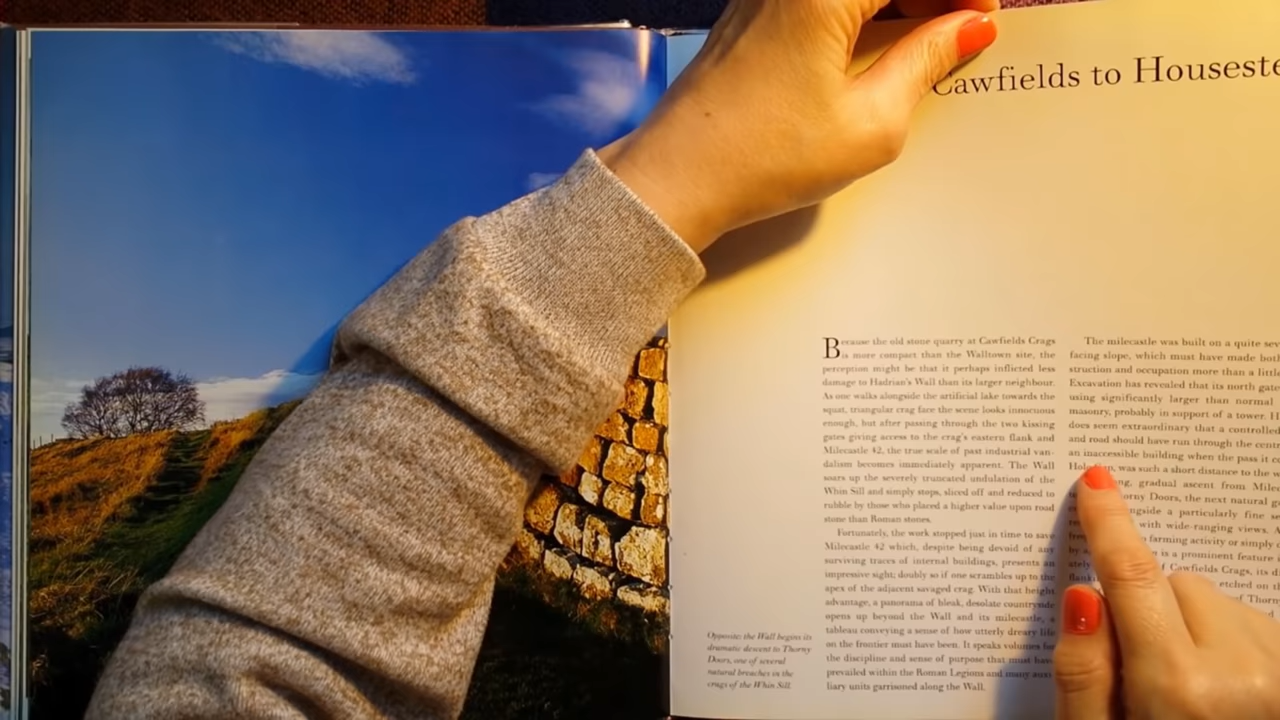 Cawfields to Houseste
Because the old stone quarry at Cawfields Crags
is more compact than the Walltown site, the
perception might be that it perhaps inflicted less
damage to Hadrian's Wall than its larger neighbour.
As one walks alongside the artificial lake towards the
squat, triangular crag face the scene looks innocuous
enough, but after passing through the two kissing
gates giving access to the crag's eastern flank and
Milecastle 42, the true scale of past industrial van-
dalism becomes immediately apparent. The Wall
soars up the severely truncated undulation of the
Whin Sill and simply stops, sliced off and reduced to
rubble by those who placed a higher value upon road
stone than Roman stones.
Fortunately, the work stopped just in time to save
Milecastle 42 which, despite being devoid of any
surviving traces of internal buildings, presents an
impressive sight; doubly so if one scrambles up to the
apex of the adjacent savaged crag. With that height
advantage, a panorama of bleak, desolate countryside
opens up beyond the Wall and its milecastle, a
tableau conveying a sense of how utterly dreary life
on the frontier must have been. It speaks volumes for
the discipline and sense of purpose that must have
prevailed within the Roman Legions and many auxi-
liary units garrisoned along the Wall.
The milecastle was built on a quite sev
facing slope, which must have made both
struction and occupation more than a little
Excavation has revealed that its north gate
using significantly larger than normal
masonry, probably in support of a tower. If
does seem extraordinary that a controlled
and road should have run through the cent
an inaccessible building when the pass it co
was such a short distance to the w
gradual ascent from Milec
Doors, the next natural g
a particularly fine se
with wide-ranging views. A
farming activity or simply
is a prominent feature
Cawfields Crags, its di
etched on th
of Thorn
Opposite: the Wall begins its
dramatic descent to Thorny
Doors, one of several
natural breaches in the
crags of the Whin Sill.